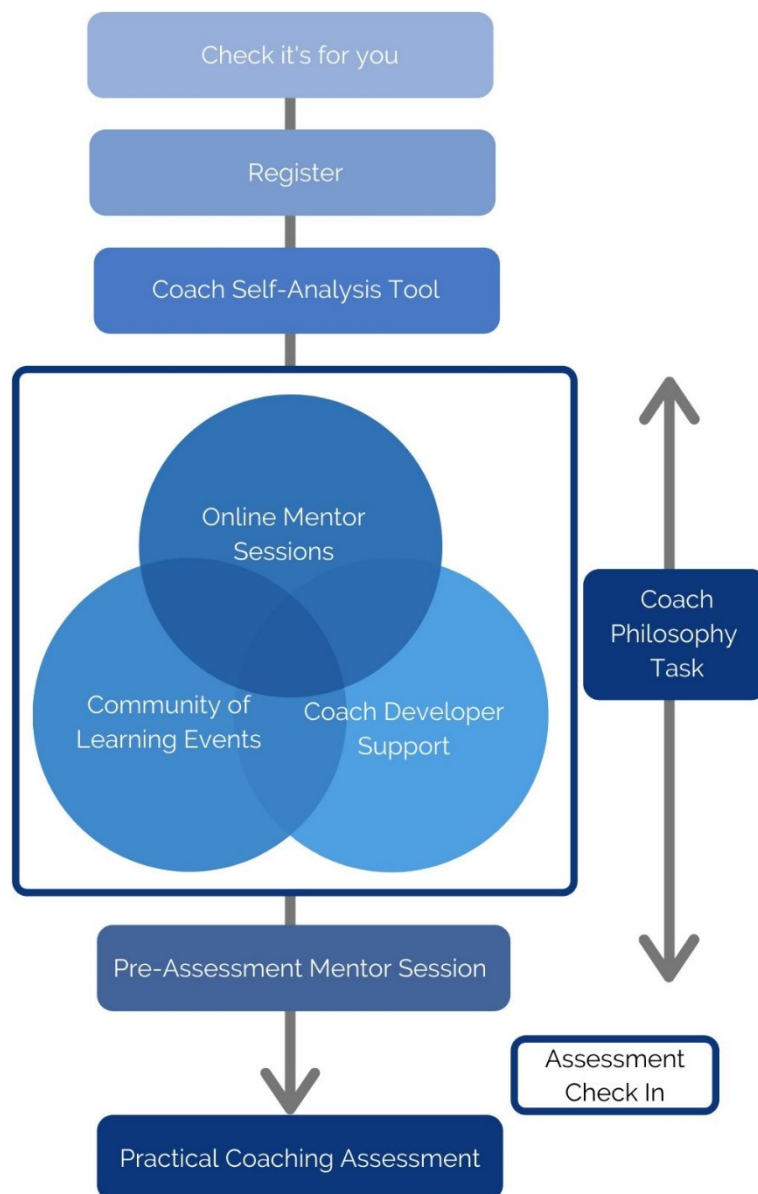 Check it's for you
Register
Coach Self-Analysis Tool
Online Mentor
Sessions
Community of
Learning Events
Coach Developer
Support
Coach
Philosophy
Task
Pre-Assessment Mentor Session
Assessment
Check In
Practical Coaching Assessment